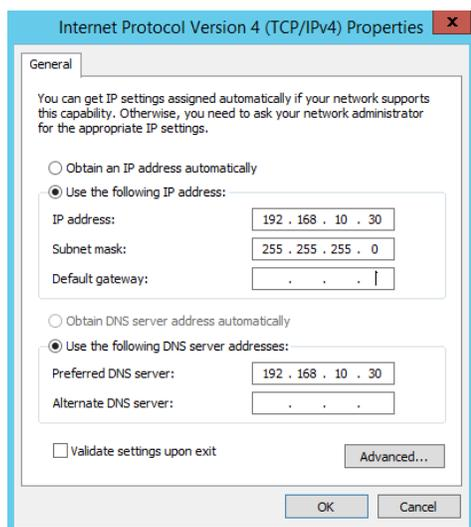 Internet Protocol Version 4 (TCP/IPv4) Properties
x
General
You can get IP settings assigned automatically if your network supports
this capability. Otherwise, you need to ask your network administrator
for the appropriate IP settings.
Obtain an IP address automatically
Use the following IP address:
IP address: 192 . 168 . 10 . 30
Subnet mask: 255 . 255 . 255 . 0
Default gateway: . . .
Obtain DNS server address automatically
Use the following DNS server addresses:
Preferred DNS server: 192 . 168 . 10 . 30
Alternate DNS server: . . .
Validate settings upon exit
Advanced...
OK Cancel